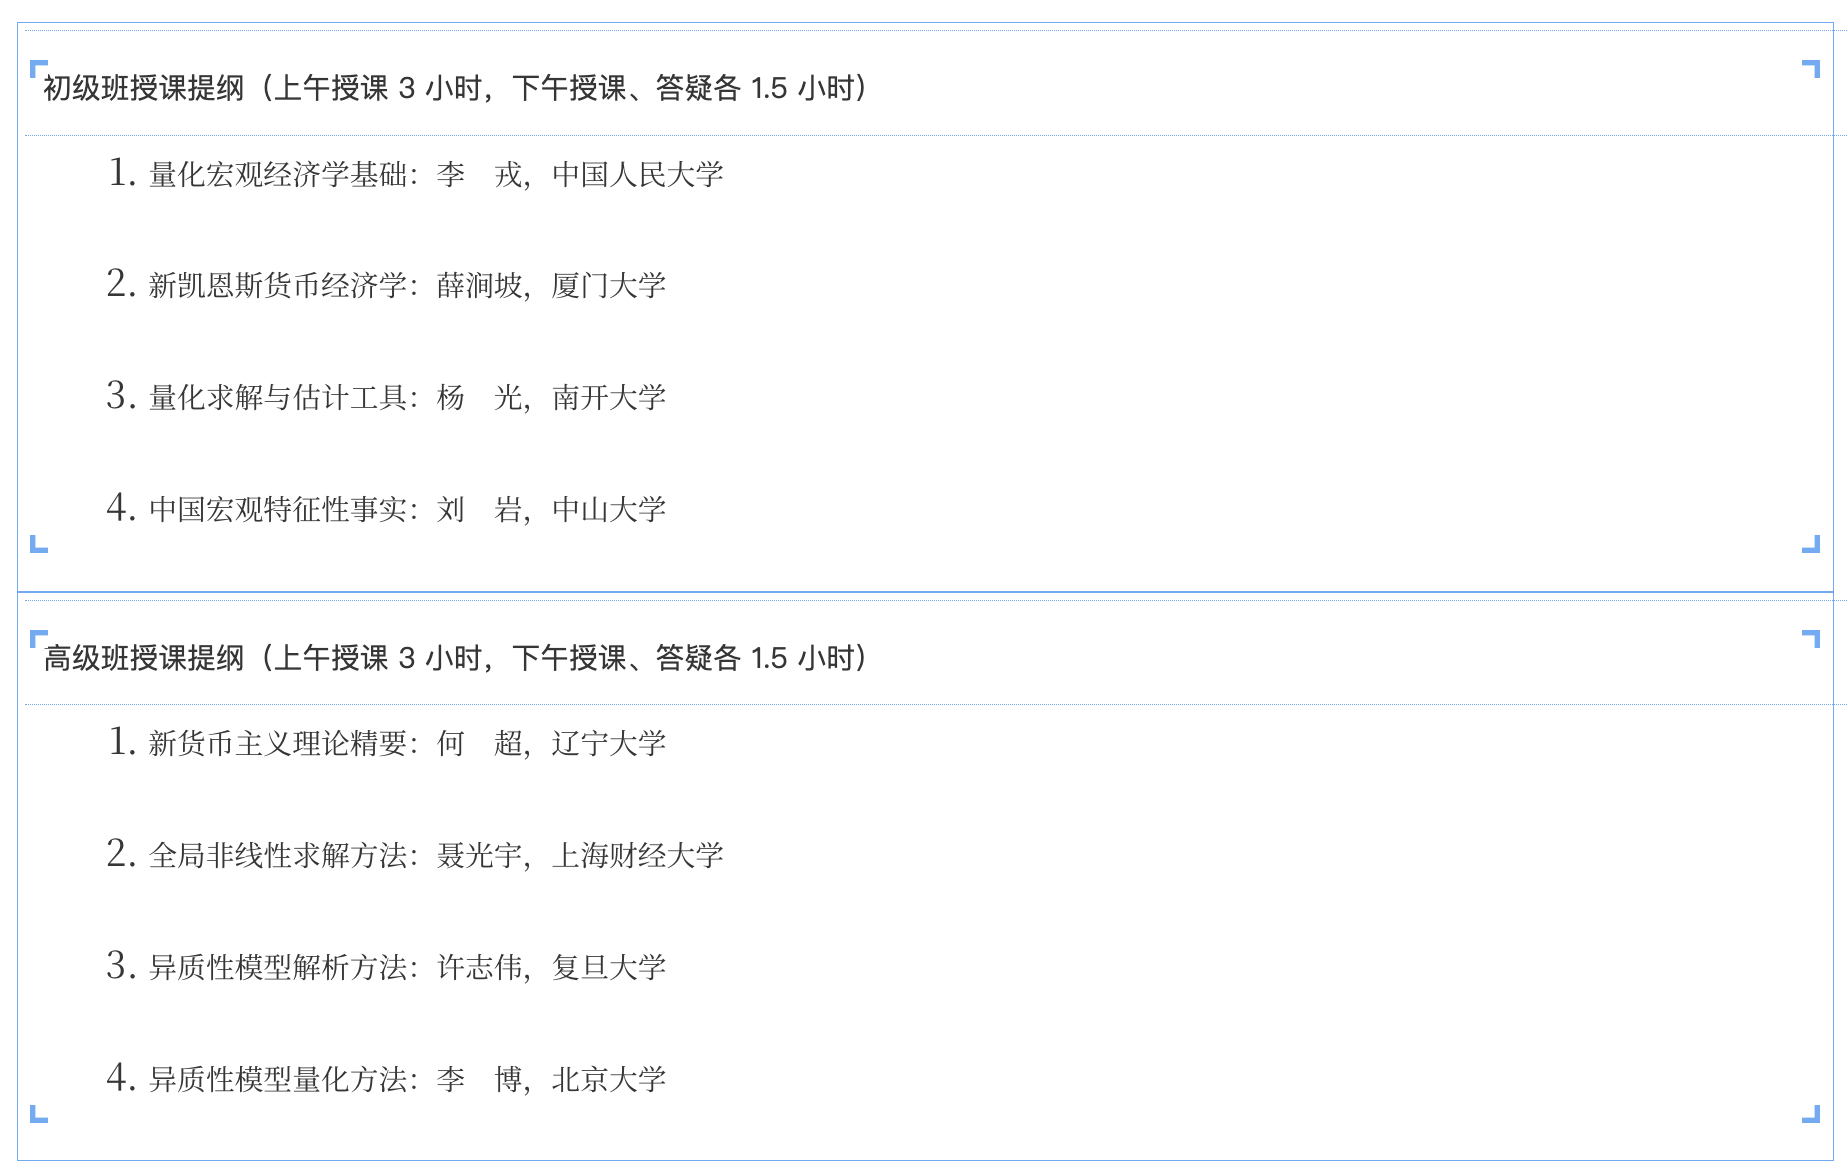 初级班授课提纲（上午授课 3 小时，下午授课、答疑各 1.5 小时）
1. 量化宏观经济学基础：李　戎，中国人民大学
2. 新凯恩斯货币经济学：薛涧坡，厦门大学
3. 量化求解与估计工具：杨　光，南开大学
4. 中国宏观特征性事实：刘　岩，中山大学
高级班授课提纲（上午授课 3 小时，下午授课、答疑各 1.5 小时）
1. 新货币主义理论精要：何　超，辽宁大学
2. 全局非线性求解方法：聂光宇，上海财经大学
3. 异质性模型解析方法：许志伟，复旦大学
4. 异质性模型量化方法：李　博，北京大学